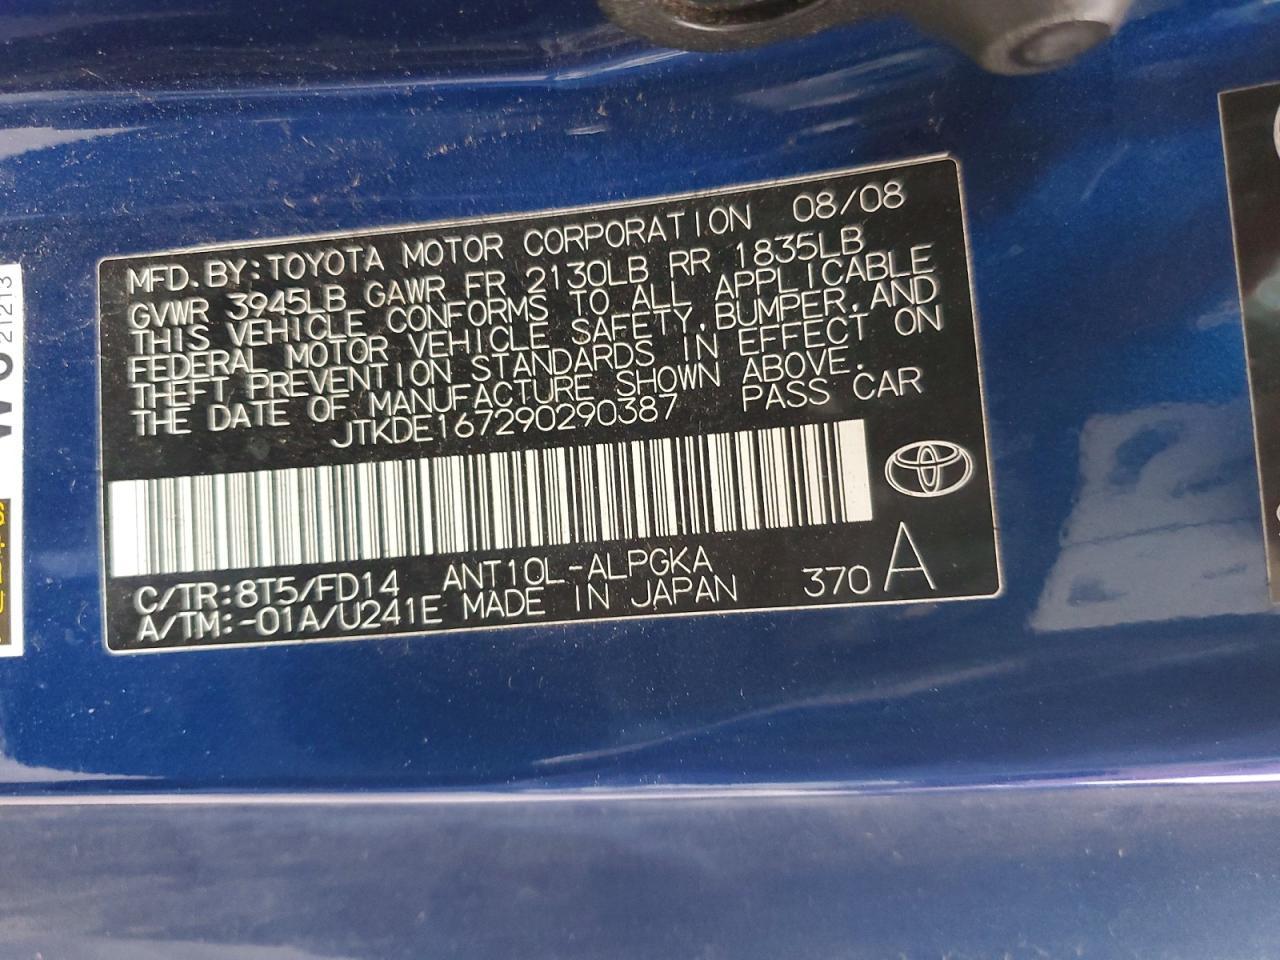 MFD. BY: TOYOTA MOTOR CORPORATION 08/08
GVWR 3945LB GAWR FR 2130LB RR 1835LB
THIS VEHICLE CONFORMS TO ALL APPLICABLE
FEDERAL MOTOR VEHICLE SAFETY, BUMPER, AND
THEFT PREVENTION STANDARDS IN EFFECT ON
THE DATE OF MANUFACTURE SHOWN ABOVE.
JTKDE167290290387 PASS CAR
C/TR:8T5/FD14 ANT10L-ALPGKA
A/TM:-01A/U241E MADE IN JAPAN 370 A
21213